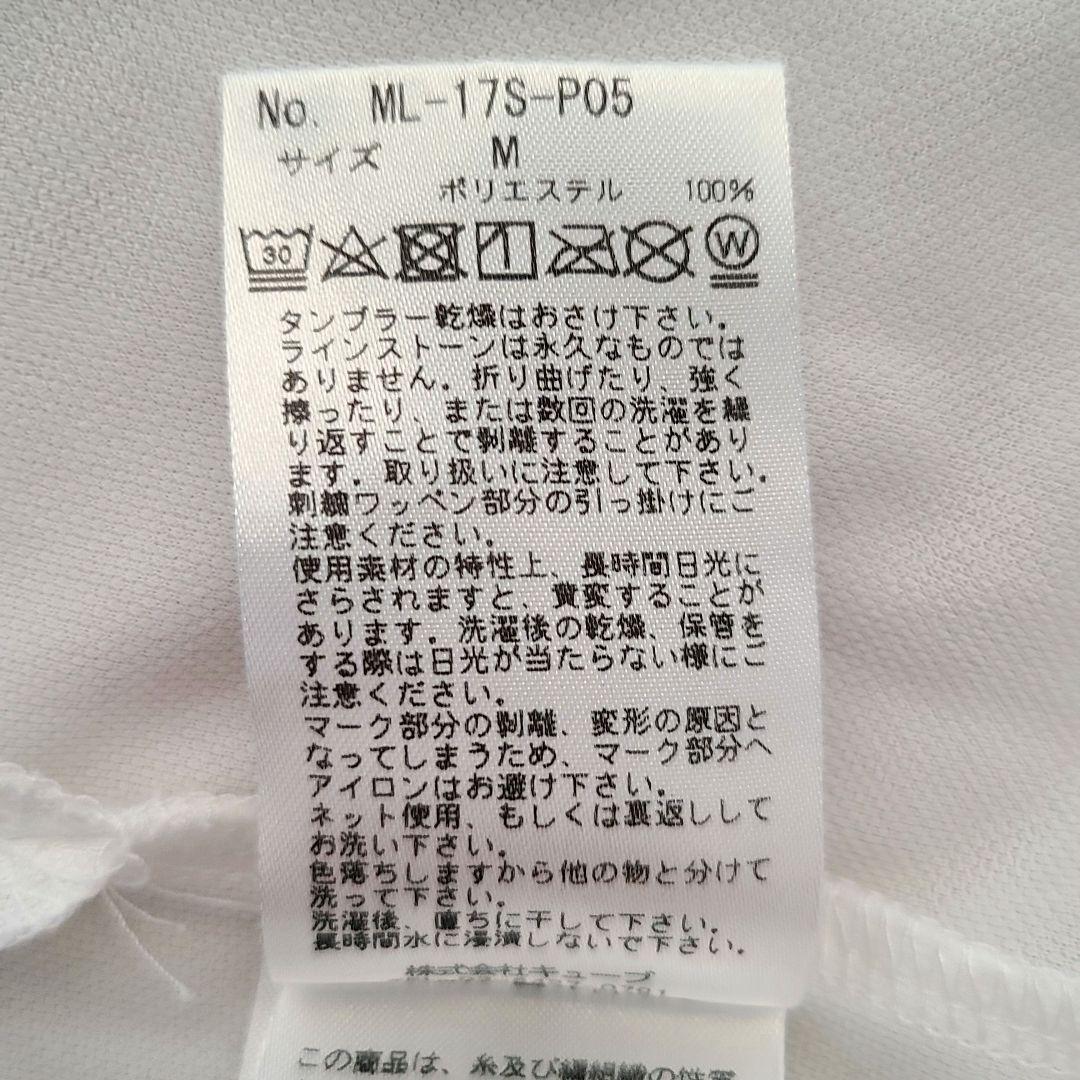 No. ML-17S-P05
サイズ M
ポリエステル 100%
30 W
タンブラー乾燥はおさけ下さい。
ラインストーンは永久なものでは
ありません。折り曲げたり、強く
擦ったり、または数回の洗濯を繰
り返すことで剥離することがあり
ます。取り扱いに注意して下さい。
刺繍ワッペン部分の引っ掛けにご
注意ください。
使用素材の特性上、長時間日光に
さらされますと、黄変することが
あります。洗濯後の乾燥、保管を
する際は日光が当たらない様にご
注意ください。
マーク部分の剥離、変形の原因と
なってしまうため、マーク部分へ
アイロンはお避け下さい。
ネット使用、もしくは裏返しして
お洗い下さい。
色落ちしますから他の物と分けて
洗って下さい。
洗濯後、直ちに干して下さい。
長時間水に浸漬しないで下さい。
株式会社キューブ
この商品は、糸及び